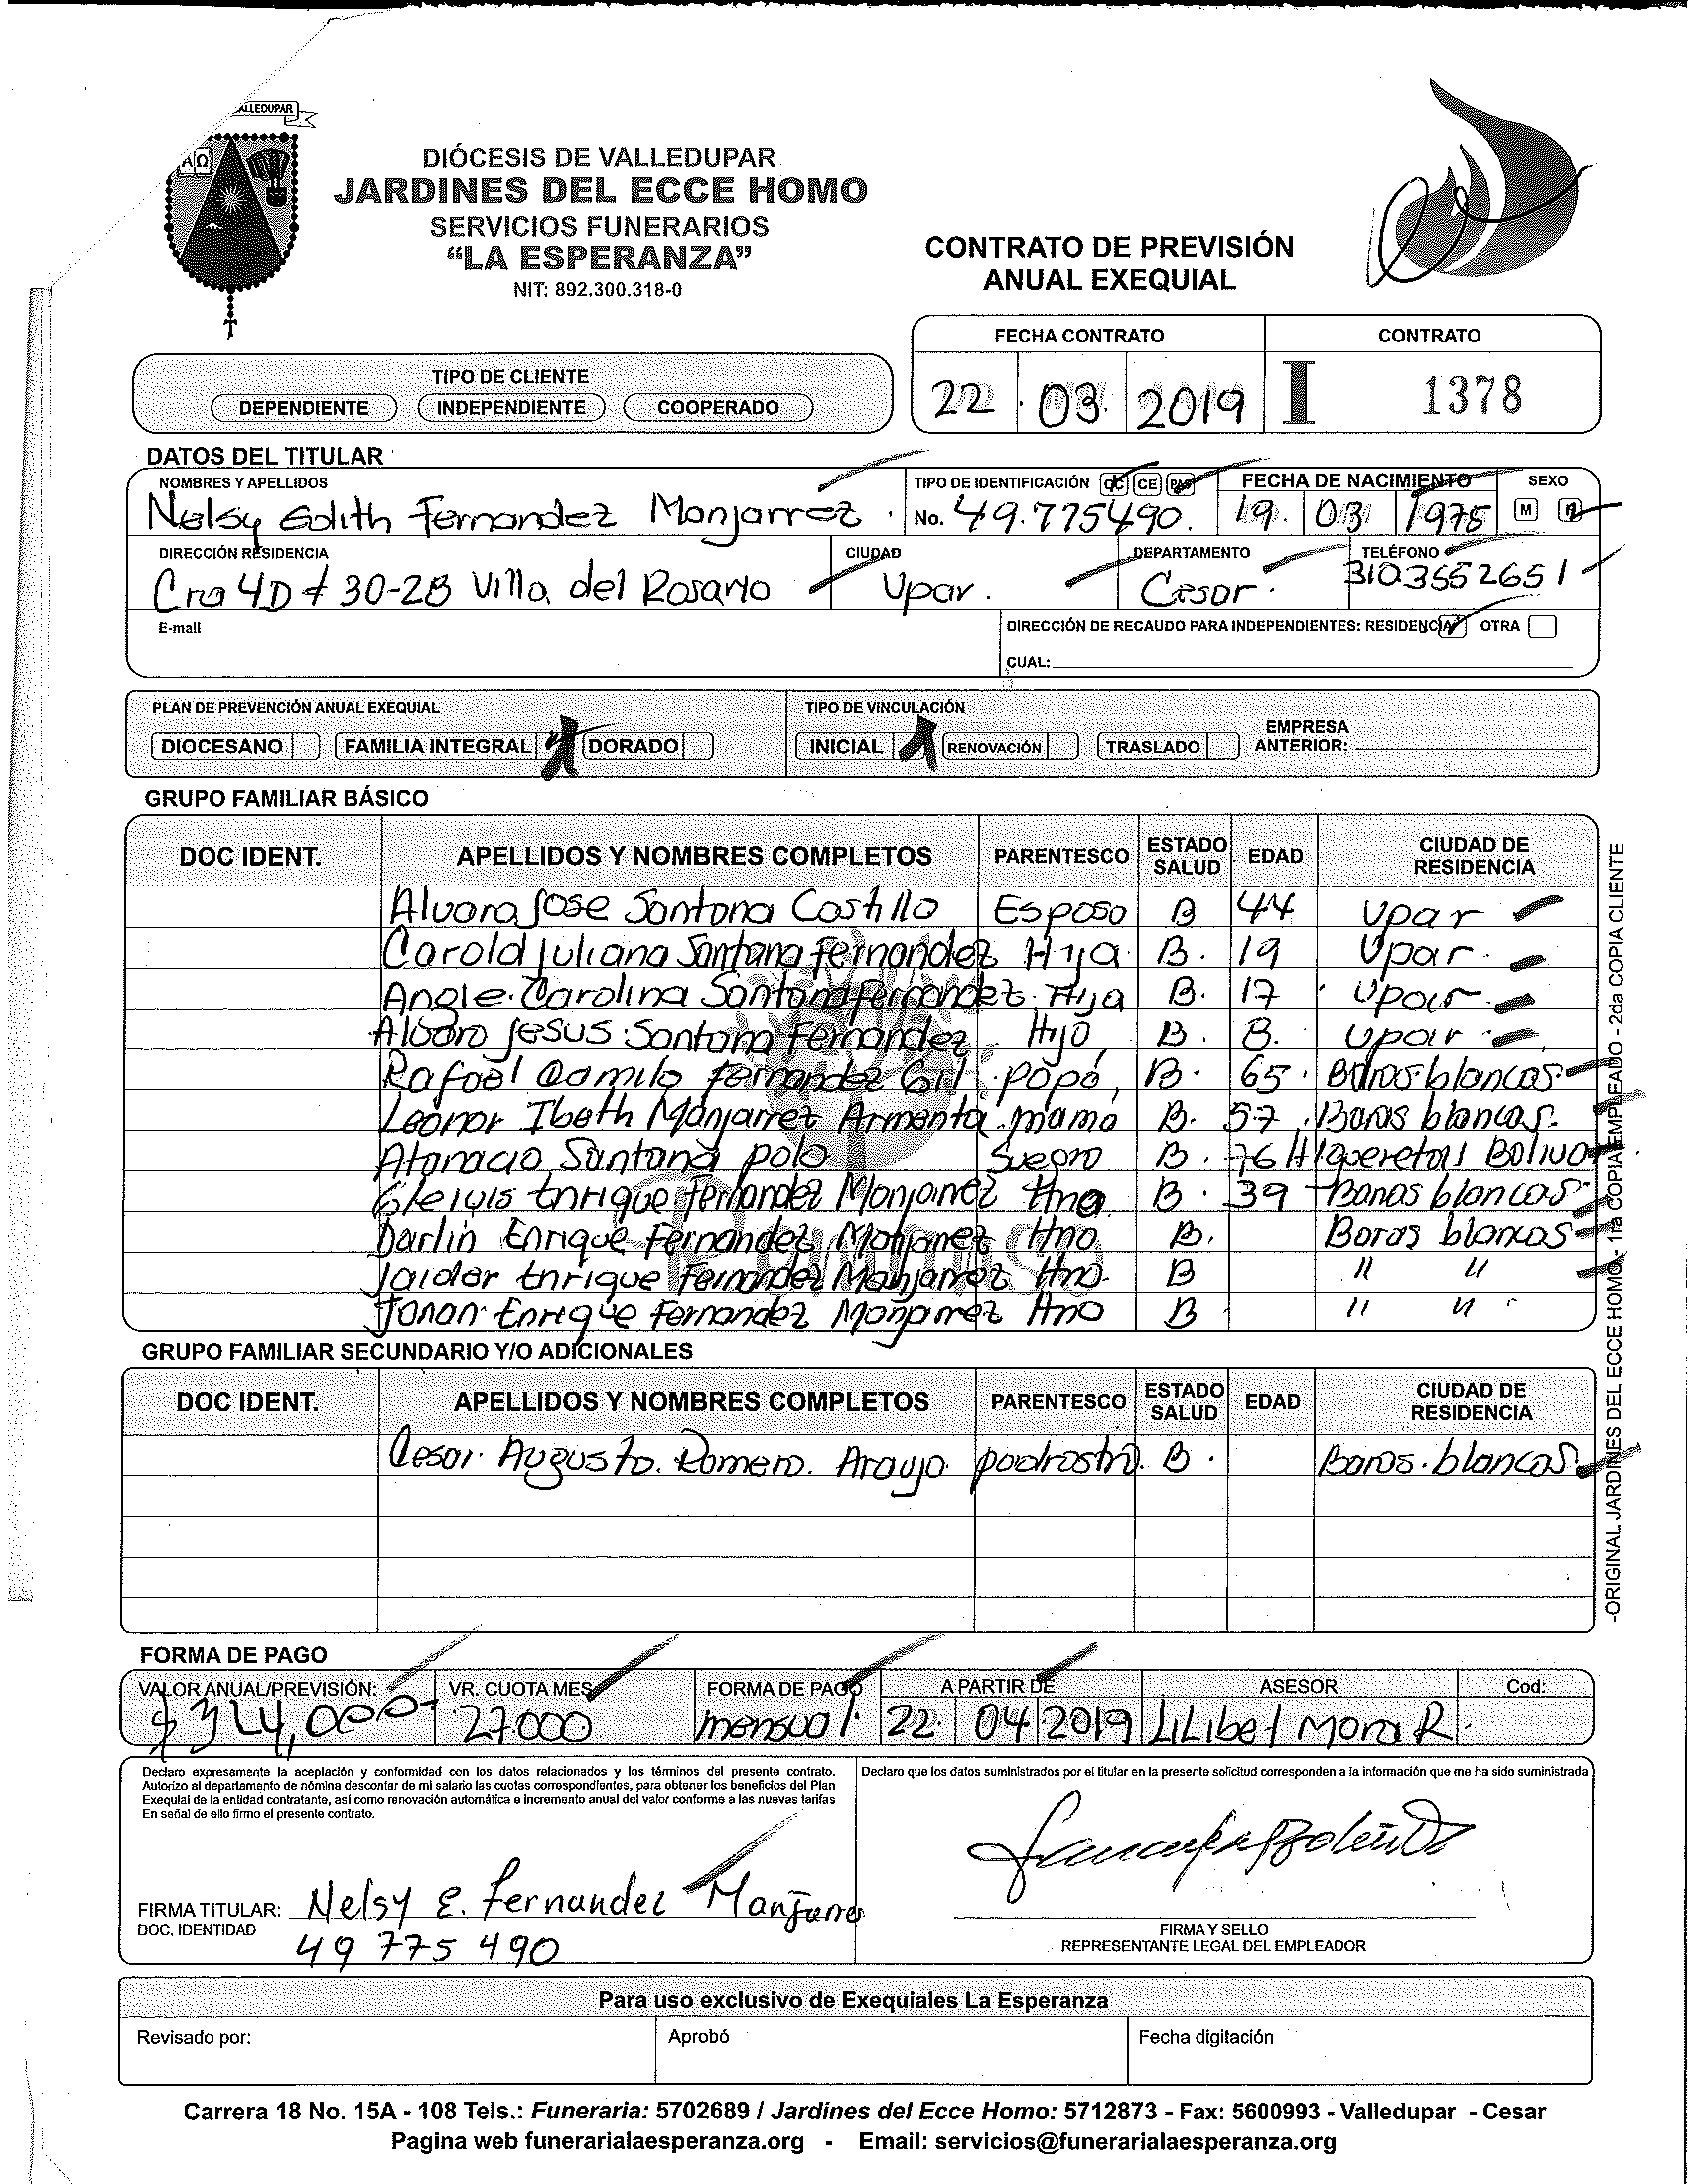 VALLEDUPAR
ΑΩ
DIÓCESIS DE VALLEDUPAR
JARDINES DEL ECCE HOMO
SERVICIOS FUNERARIOS
“LA ESPERANZA”
NIT: 892.300.318-0
CONTRATO DE PREVISIÓN
ANUAL EXEQUIAL
FECHA CONTRATO CONTRATO
22 03 2019 I 1378
TIPO DE CLIENTE
DEPENDIENTE INDEPENDIENTE COOPERADO
DATOS DEL TITULAR
NOMBRES Y APELLIDOS TIPO DE IDENTIFICACIÓN CC CE PAS FECHA DE NACIMIENTO SEXO
Nelsy Edith Fernandez Manjarrez No. 49.775490. 19. 03 1975 M F
DIRECCIÓN RESIDENCIA CIUDAD DEPARTAMENTO TELÉFONO
Cra 4D # 30-28 Villa del Rosario Upar. Cesar. 3103552651
E-mail DIRECCIÓN DE RECAUDO PARA INDEPENDIENTES: RESIDENCIA OTRA
CUAL:
PLAN DE PREVENCIÓN ANUAL EXEQUIAL TIPO DE VINCULACIÓN
DIOCESANO FAMILIA INTEGRAL DORADO INICIAL RENOVACIÓN TRASLADO EMPRESA ANTERIOR:
GRUPO FAMILIAR BÁSICO
DOC IDENT. APELLIDOS Y NOMBRES COMPLETOS PARENTESCO ESTADO SALUD EDAD CIUDAD DE RESIDENCIA
Alvaro Jose Santana Castillo Esposo B 44 Upar
Carold Juliana Santana Fernandez Hija B. 19 Upar
Angie Carolina Santana Fernandez Hija B. 17 Upar
Alvaro Jesus Santana Fernandez Hijo B. 8. Upar
Rafael Camilo Fernandez Gil papá, B. 65. Baros blancas
Leonor Ibeth Manjarrez Armenta mamá B. 57 Baros blancas.
Atanacio Santana polo Suegro B. 76 Bolivar
Enrique Fernandez Manjarrez Hno B. 39 Baros blancas
Darlin Enrique Fernandez Manjarrez Hno B. Baros blancas
Jaider Enrique Fernandez Manjarrez Hno. B " "
Enrique Fernandez Manjarrez Hno B " "
GRUPO FAMILIAR SECUNDARIO Y/O ADICIONALES
DOC IDENT. APELLIDOS Y NOMBRES COMPLETOS PARENTESCO ESTADO SALUD EDAD CIUDAD DE RESIDENCIA
Cesar Augusto. Romero. Araujo padrastro. B. Baros. blancas
-ORIGINAL JARDINES DEL ECCE HOMO - 1ra COPIA EMPLEADO - 2da COPIA CLIENTE
FORMA DE PAGO
VALOR ANUAL/PREVISIÓN: VR. CUOTA MES FORMA DE PAGO A PARTIR DE ASESOR Cod:
$324,000- 27.000 mensual. 22 04 2019 Lilibet Mora R.
Declaro expresamente la aceptación y conformidad con los datos relacionados y los términos del presente contrato.
Autorizo al departamento de nómina descontar de mi salario las cuotas correspondientes, para obtener los beneficios del Plan
Exequial de la entidad contratante, así como renovación automática e incremento anual del valor conforme a las nuevas tarifas
En señal de ello firmo el presente contrato.
Declaro que los datos suministrados por el titular en la presente solicitud corresponden a la información que me ha sido suministrada
FIRMA TITULAR: Nelsy E. Fernandez Manjarrez
DOC. IDENTIDAD 49 775 490
FIRMA Y SELLO
REPRESENTANTE LEGAL DEL EMPLEADOR
Para uso exclusivo de Exequiales La Esperanza
Revisado por: Aprobó Fecha digitación
Carrera 18 No. 15A - 108 Tels.: Funeraria: 5702689 / Jardines del Ecce Homo: 5712873 - Fax: 5600993 - Valledupar - Cesar
Pagina web funerarialaesperanza.org - Email: servicios@funerarialaesperanza.org